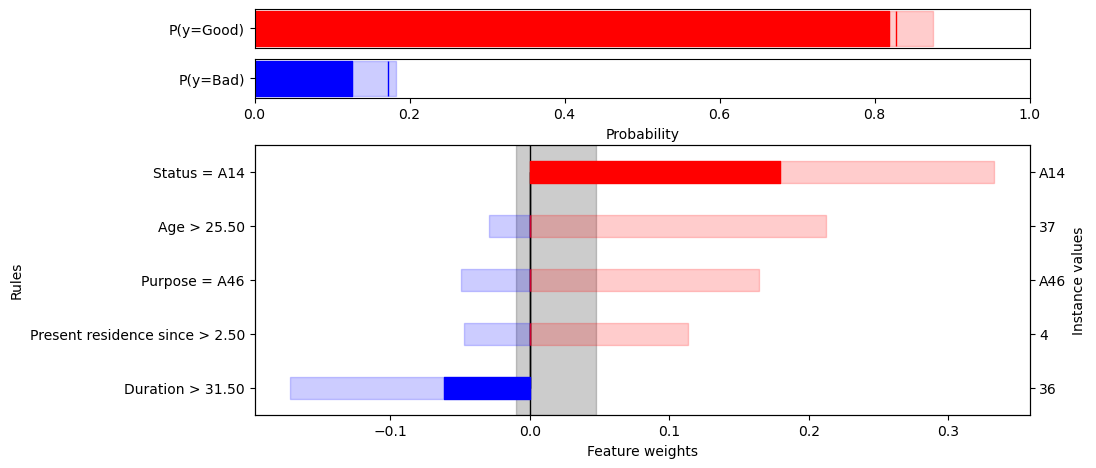 P(y=Good)
P(y=Bad)
0.0 0.2 0.4 0.6 0.8 1.0
Probability
Status = A14 A14
Age > 25.50 37
Purpose = A46 A46
Present residence since > 2.50 4
Duration > 31.50 36
Rules
Instance values
−0.1 0.0 0.1 0.2 0.3
Feature weights